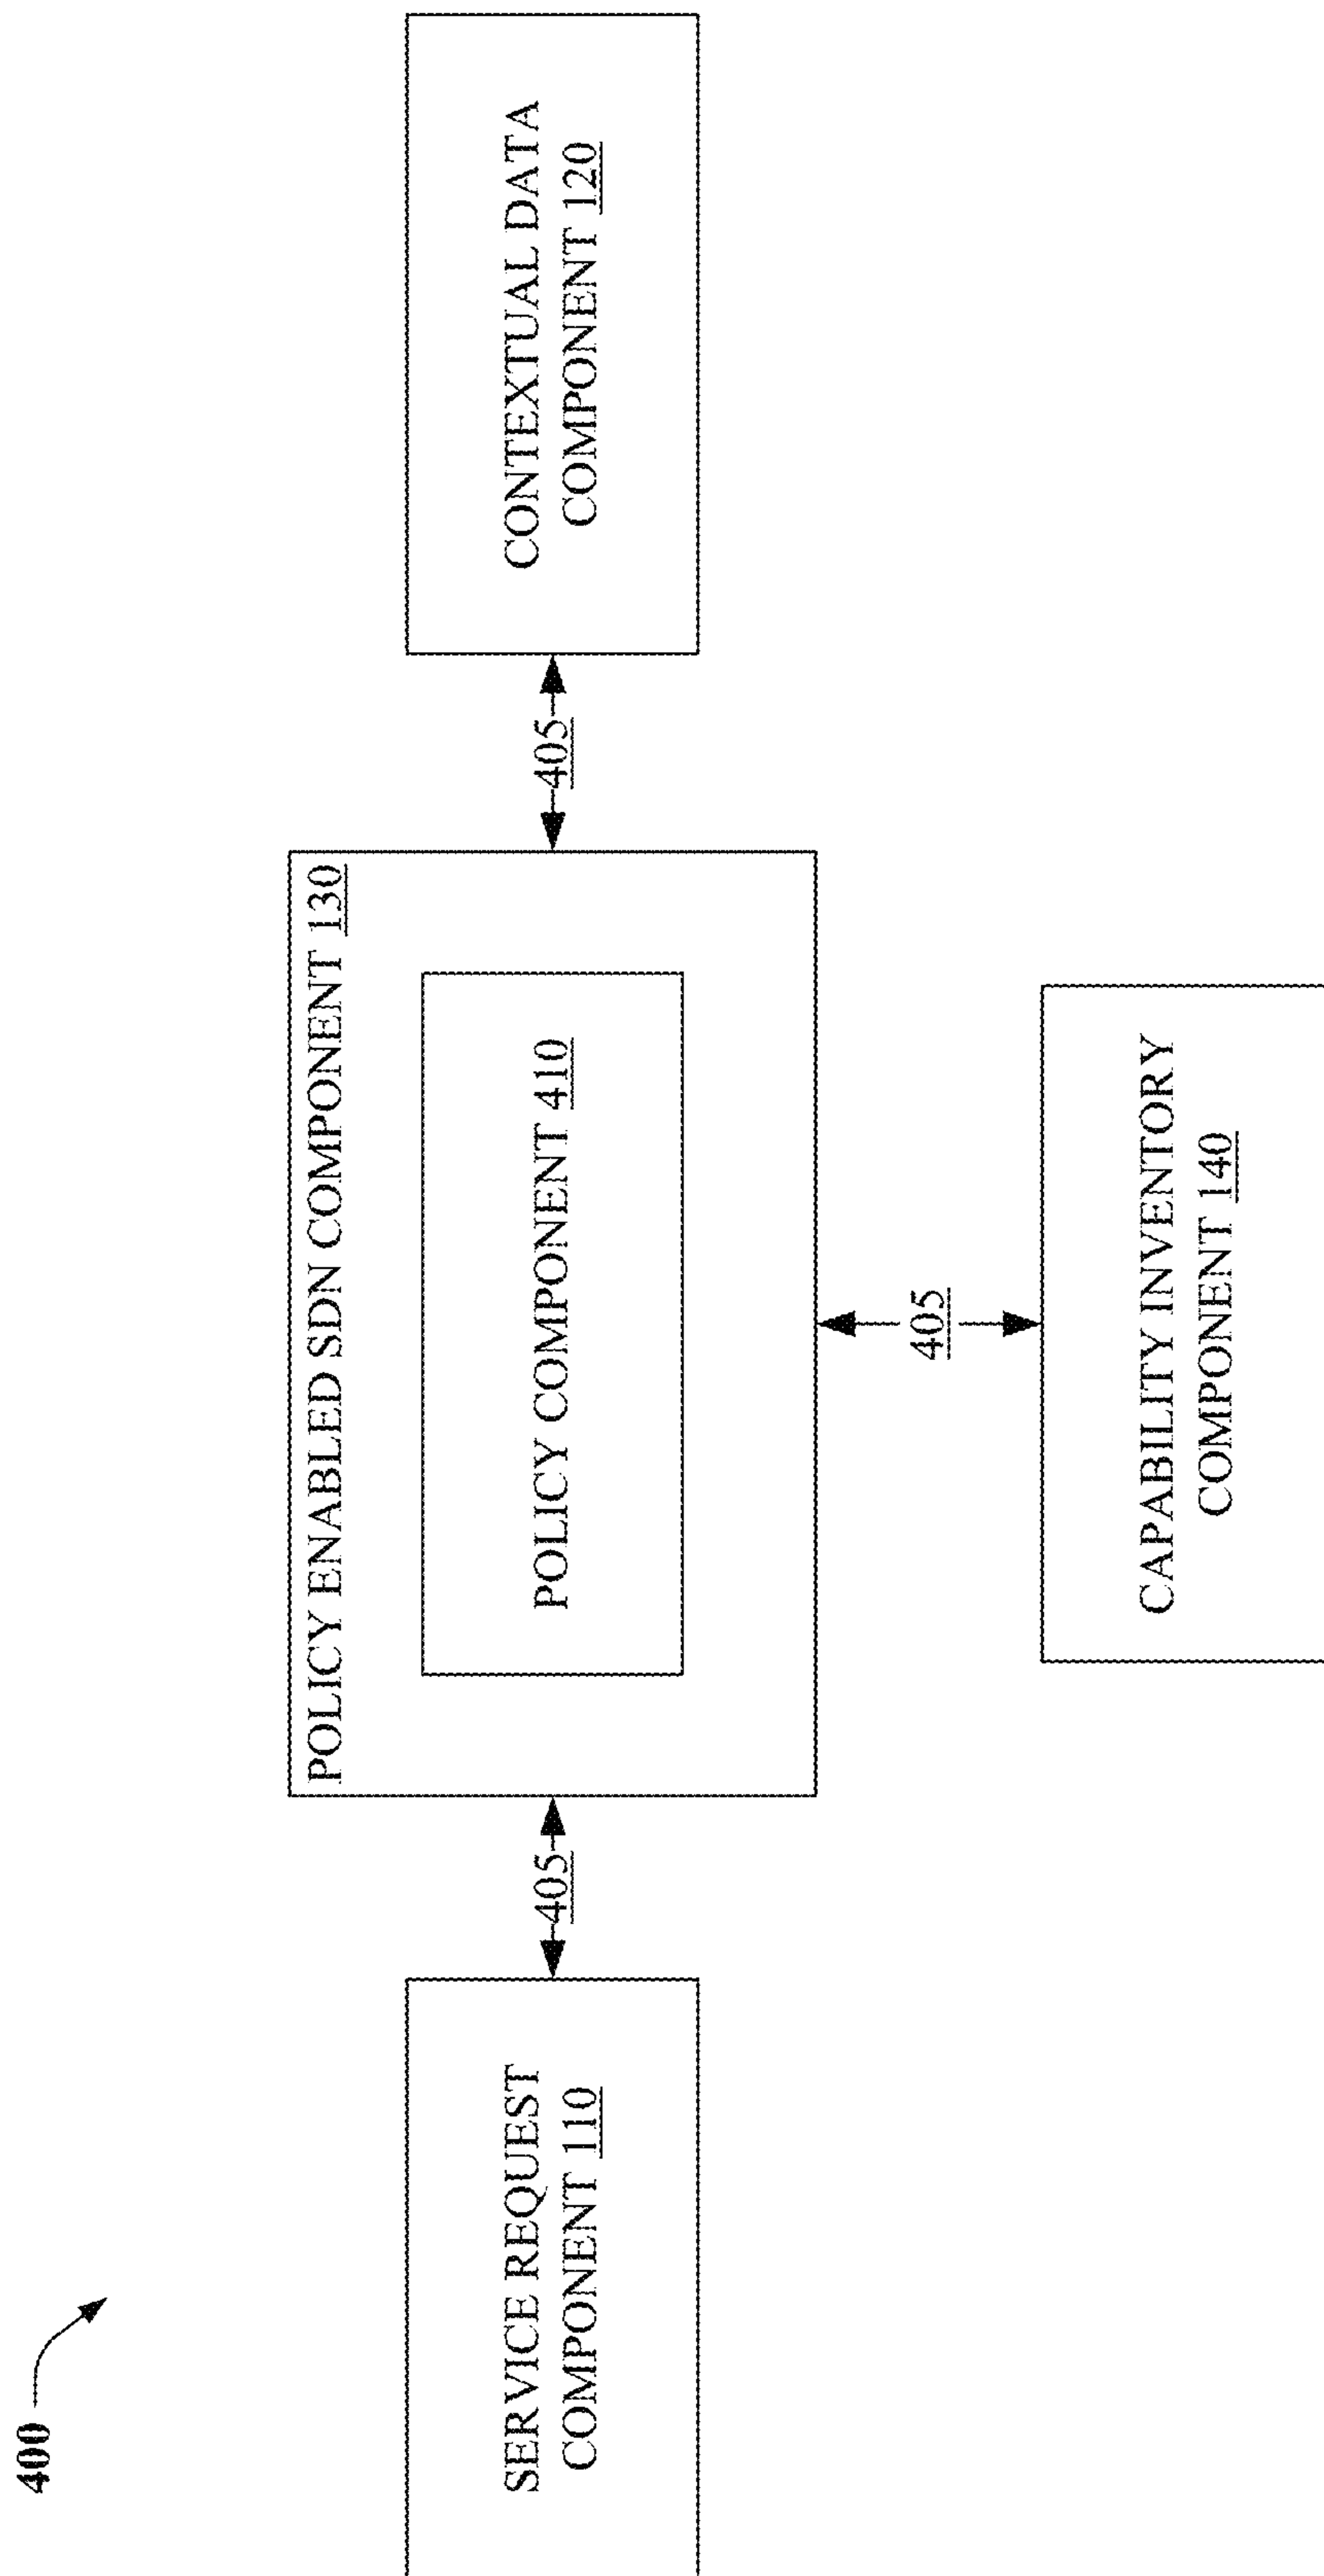 400
POLICY ENABLED SDN COMPONENT 130
SERVICE REQUEST
COMPONENT 110
405
POLICY COMPONENT 410
405
CONTEXTUAL DATA
COMPONENT 120
405
CAPABILITY INVENTORY
COMPONENT 140